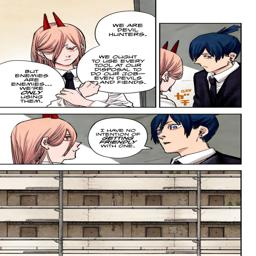 WE ARE
DEVIL
HUNTERS.
WE OUGHT
TO USE EVERY
TOOL AT OUR
DISPOSAL TO
DO OUR JOB—
EVEN DEVILS
AND FIENDS.
BUT
ENEMIES
ARE
ENEMIES...
WE'RE
ONLY
USING
THEM.
I HAVE NO
INTENTION OF
GETTING
FRIENDLY
WITH ONE.